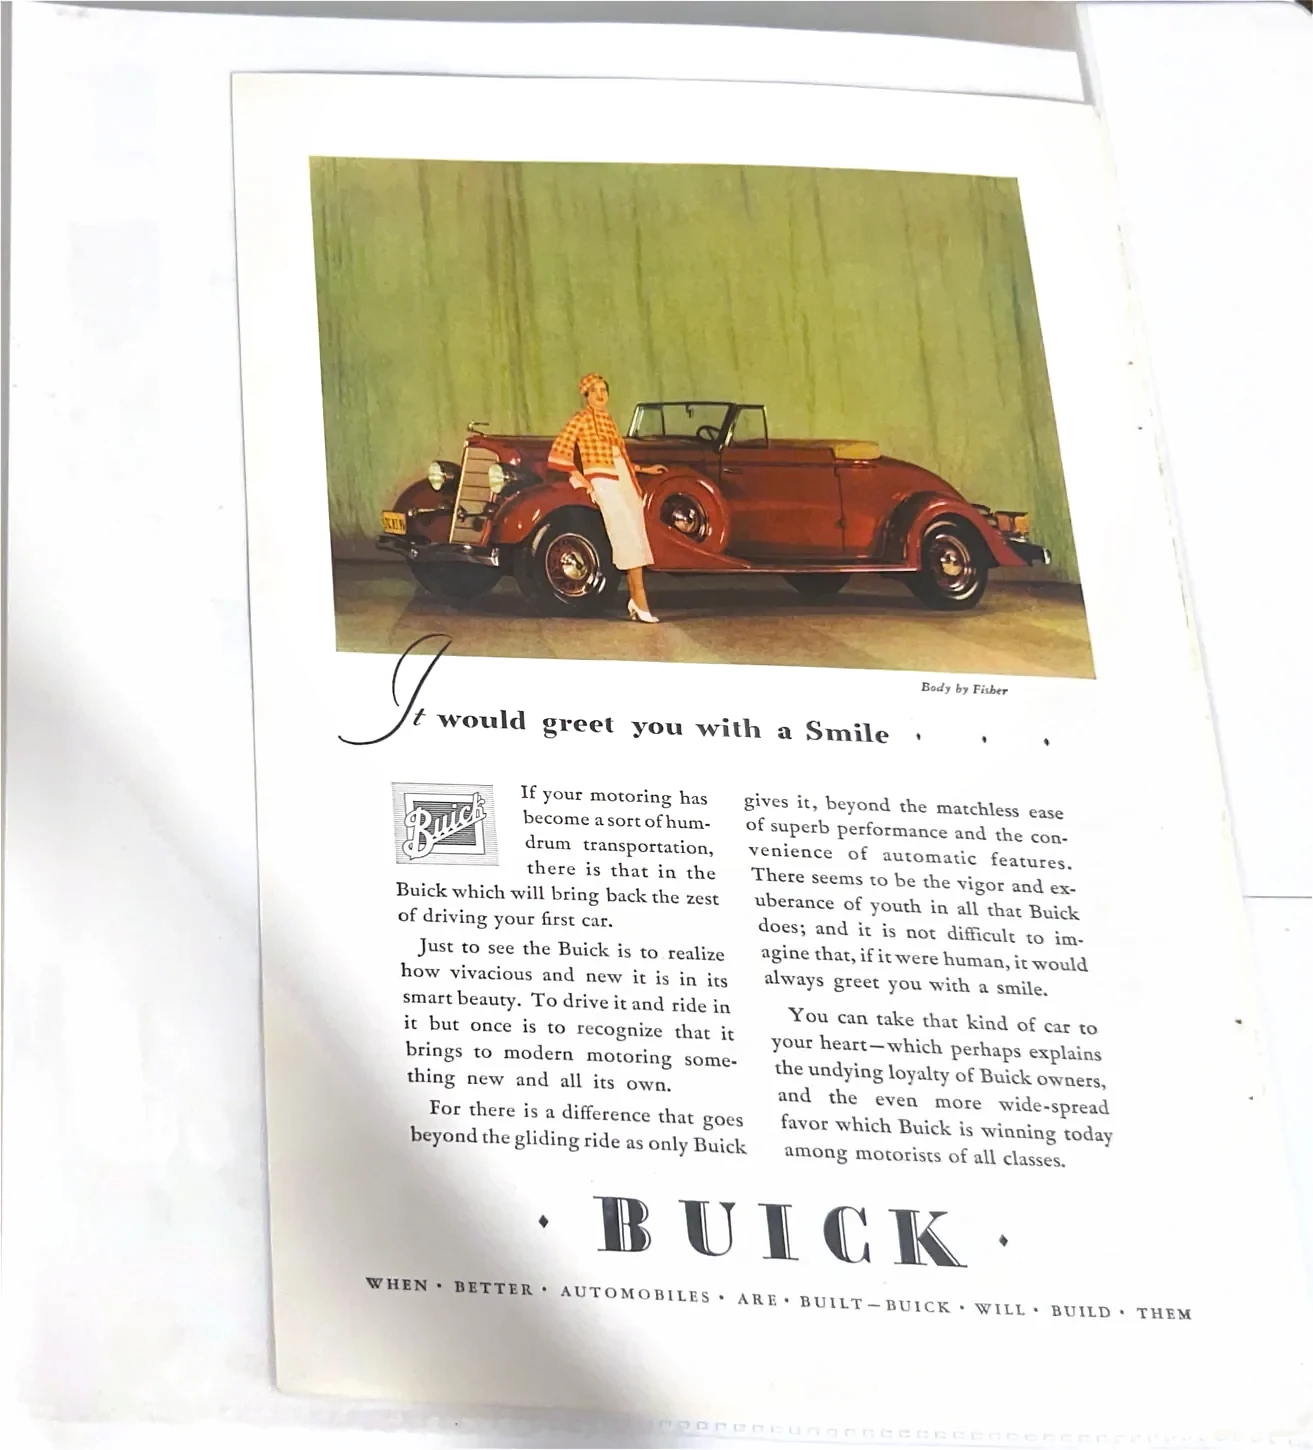 Body by Fisher
It would greet you with a Smile . . .
Buick
If your motoring has
become a sort of hum-
drum transportation,
there is that in the
Buick which will bring back the zest
of driving your first car.
Just to see the Buick is to realize
how vivacious and new it is in its
smart beauty. To drive it and ride in
it but once is to recognize that it
brings to modern motoring some-
thing new and all its own.
For there is a difference that goes
beyond the gliding ride as only Buick
gives it, beyond the matchless ease
of superb performance and the con-
venience of automatic features.
There seems to be the vigor and ex-
uberance of youth in all that Buick
does; and it is not difficult to im-
agine that, if it were human, it would
always greet you with a smile.
You can take that kind of car to
your heart—which perhaps explains
the undying loyalty of Buick owners,
and the even more wide-spread
favor which Buick is winning today
among motorists of all classes.
· BUICK ·
WHEN · BETTER · AUTOMOBILES · ARE · BUILT—BUICK · WILL · BUILD · THEM